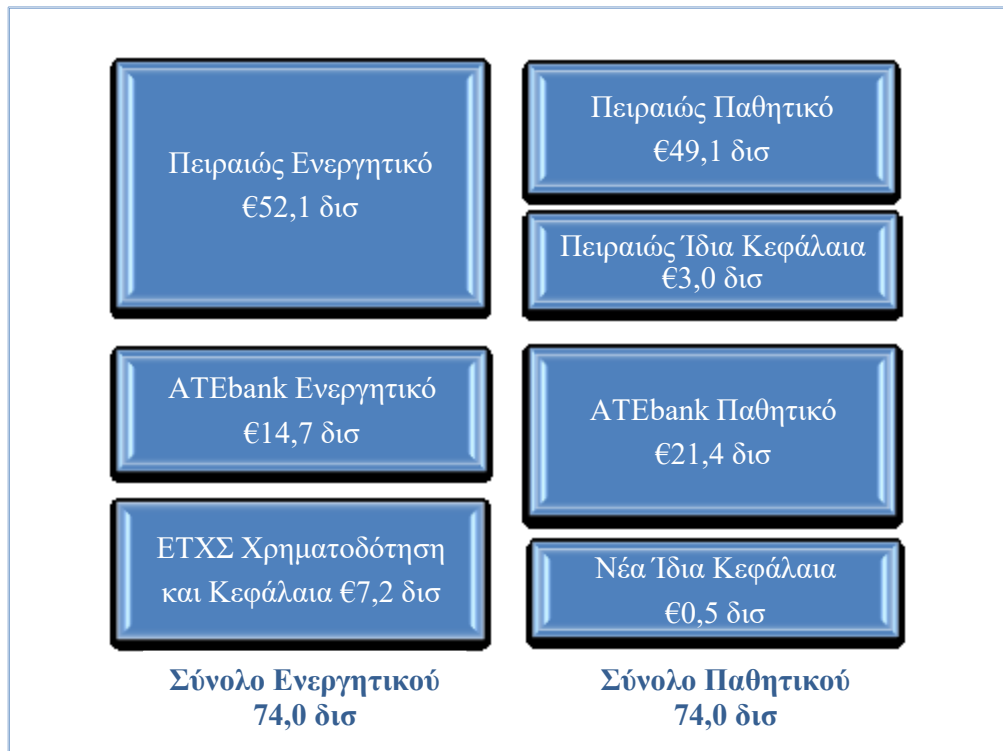 Πειραιώς Ενεργητικό
€52,1 δισ
ATEbank Ενεργητικό
€14,7 δισ
ΕΤΧΣ Χρηματοδότηση
και Κεφάλαια €7,2 δισ
Σύνολο Ενεργητικού
74,0 δισ
Πειραιώς Παθητικό
€49,1 δισ
Πειραιώς Ίδια Κεφάλαια
€3,0 δισ
ATEbank Παθητικό
€21,4 δισ
Νέα Ίδια Κεφάλαια
€0,5 δισ
Σύνολο Παθητικού
74,0 δισ